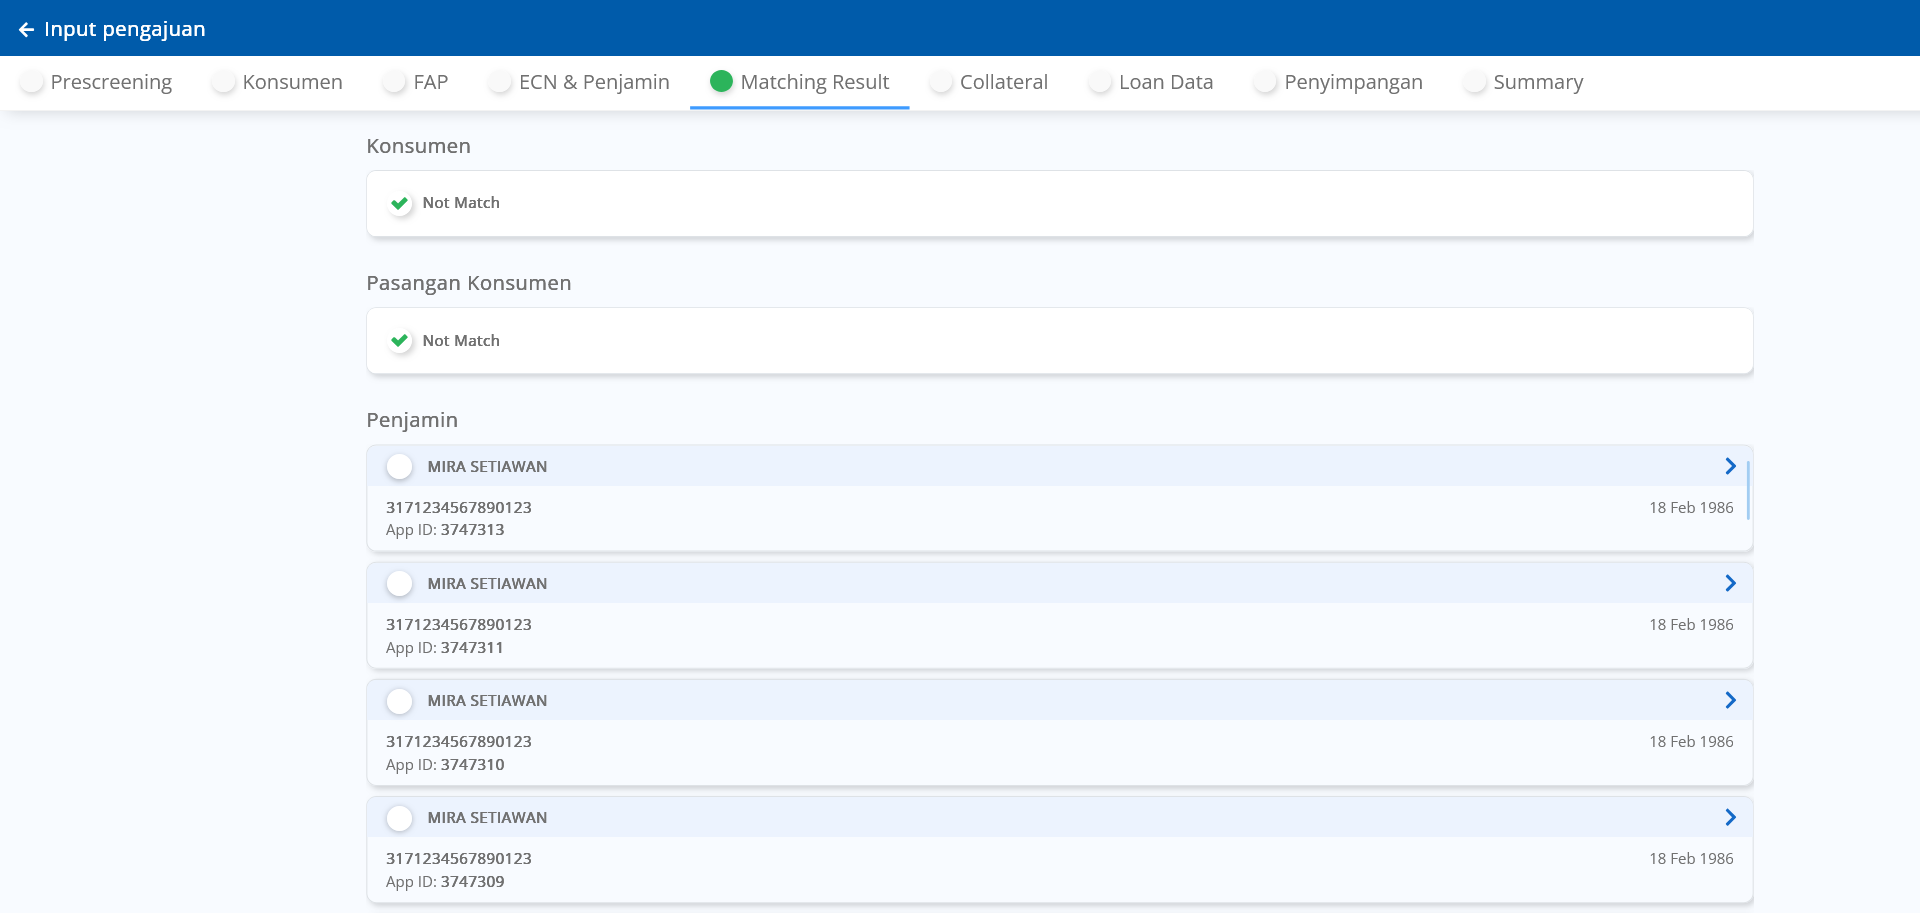 Input pengajuan
Prescreening Konsumen FAP ECN & Penjamin Matching Result Collateral Loan Data Penyimpangan Summary
Konsumen
Not Match
Pasangan Konsumen
Not Match
Penjamin
MIRA SETIAWAN
3171234567890123 18 Feb 1986
App ID: 3747313
MIRA SETIAWAN
3171234567890123 18 Feb 1986
App ID: 3747311
MIRA SETIAWAN
3171234567890123 18 Feb 1986
App ID: 3747310
MIRA SETIAWAN
3171234567890123 18 Feb 1986
App ID: 3747309